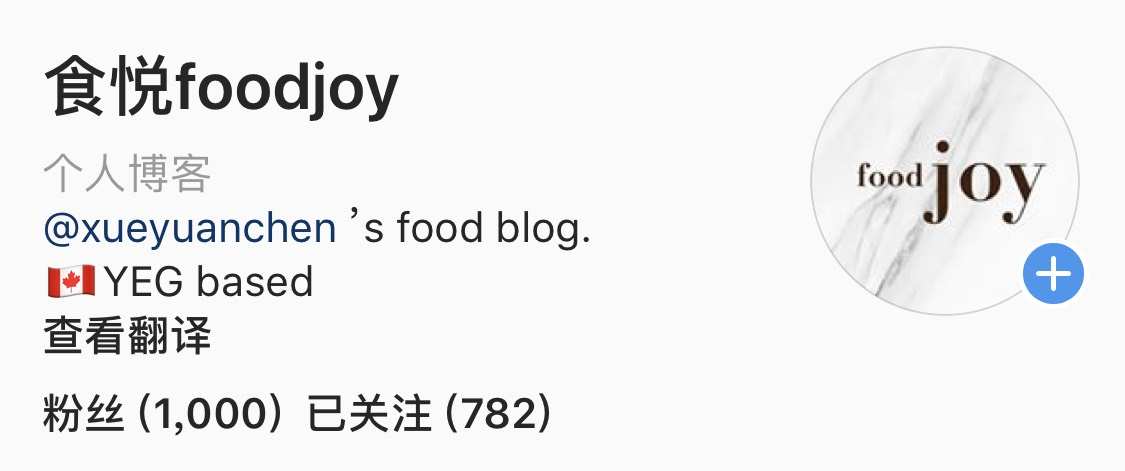 食悦foodjoy
个人博客
@xueyuanchen ’s food blog.
🇨🇦YEG based
查看翻译
粉丝 (1,000) 已关注 (782)
food joy